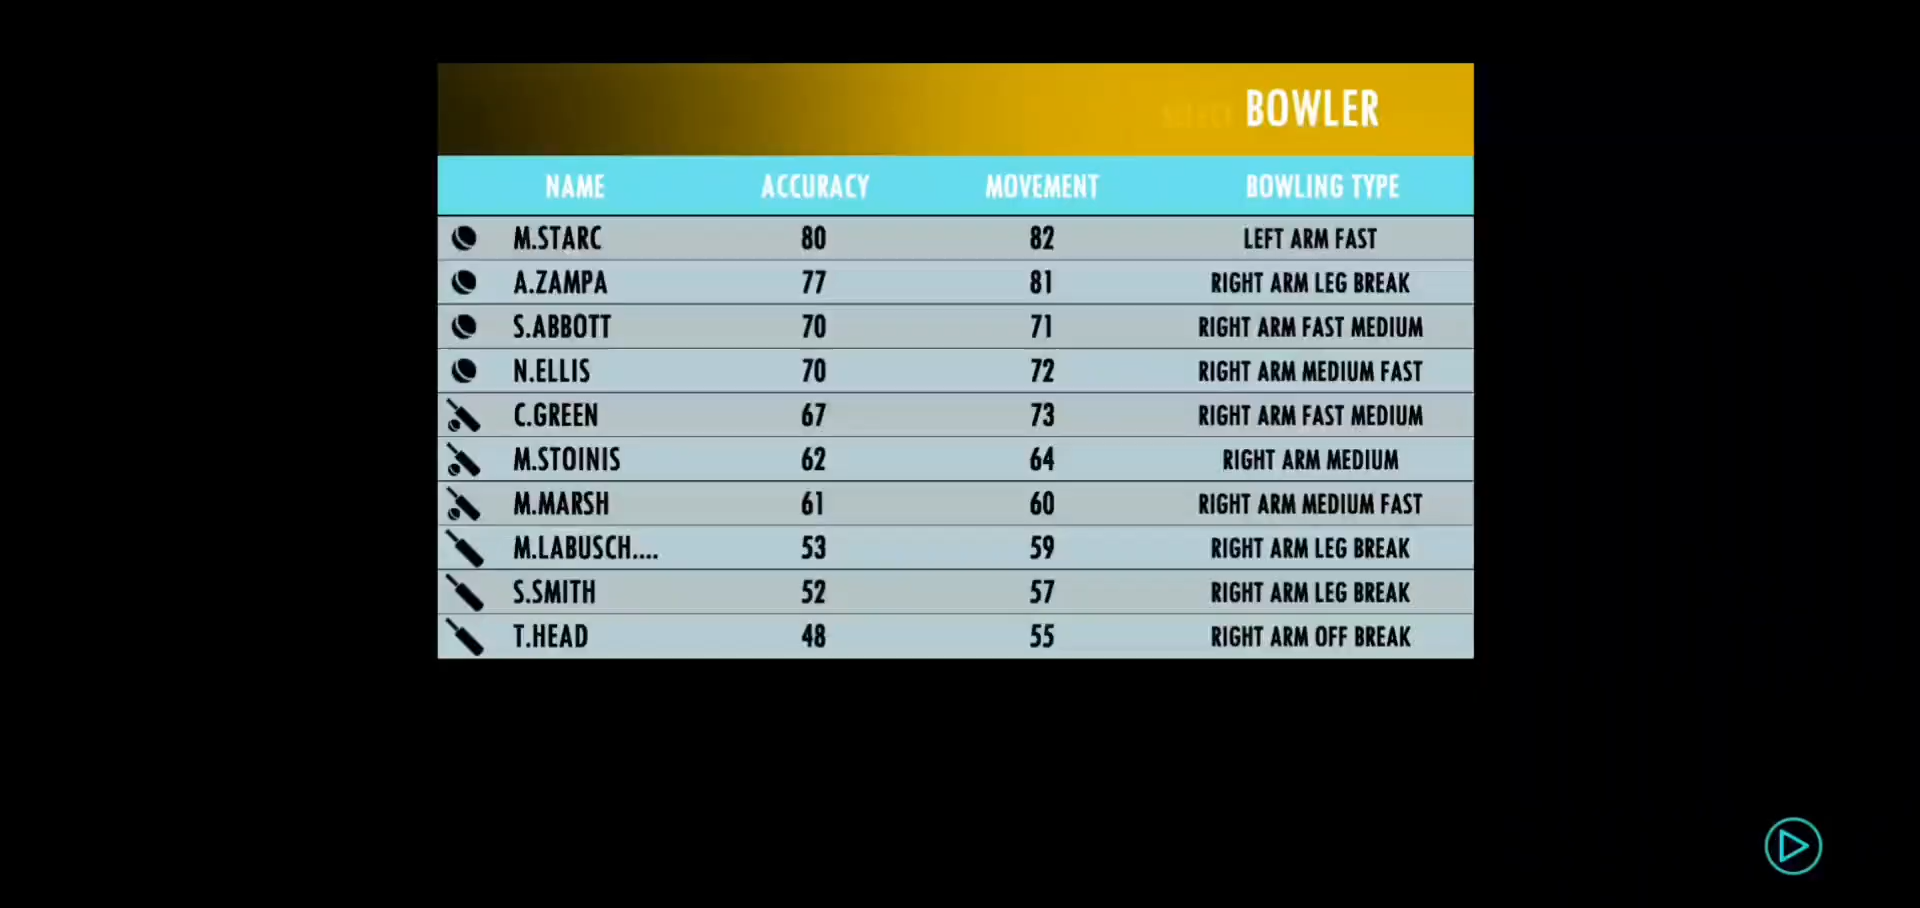 SELECT BOWLER
NAME ACCURACY MOVEMENT BOWLING TYPE
M.STARC 80 82 LEFT ARM FAST
A.ZAMPA 77 81 RIGHT ARM LEG BREAK
S.ABBOTT 70 71 RIGHT ARM FAST MEDIUM
N.ELLIS 70 72 RIGHT ARM MEDIUM FAST
C.GREEN 67 73 RIGHT ARM FAST MEDIUM
M.STOINIS 62 64 RIGHT ARM MEDIUM
M.MARSH 61 60 RIGHT ARM MEDIUM FAST
M.LABUSCH.... 53 59 RIGHT ARM LEG BREAK
S.SMITH 52 57 RIGHT ARM LEG BREAK
T.HEAD 48 55 RIGHT ARM OFF BREAK